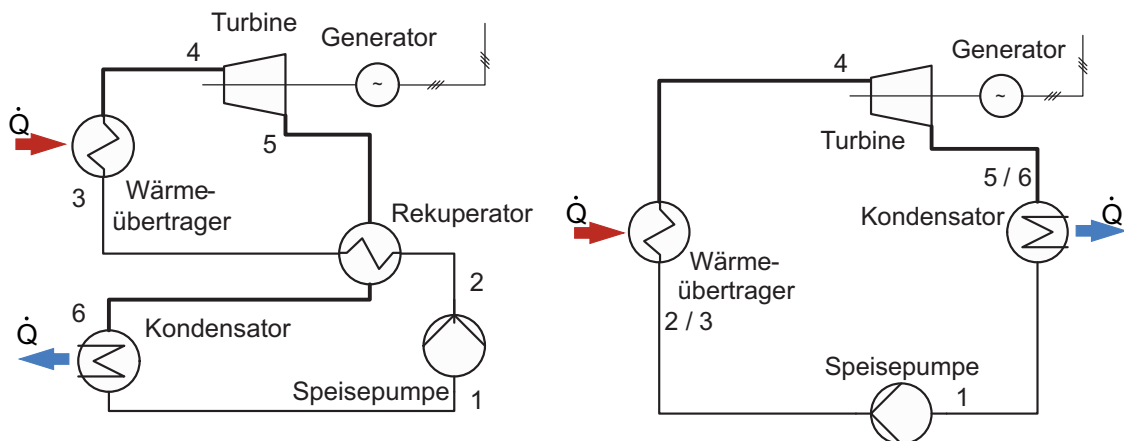 Turbine
4
Generator
~
Q̇
5
3
Wärme-
übertrager
Rekuperator
2
6
Kondensator
Q̇
Speisepumpe
1
4
Generator
~
Turbine
5 / 6
Q̇
Kondensator
Q̇
Wärme-
übertrager
2 / 3
Speisepumpe
1